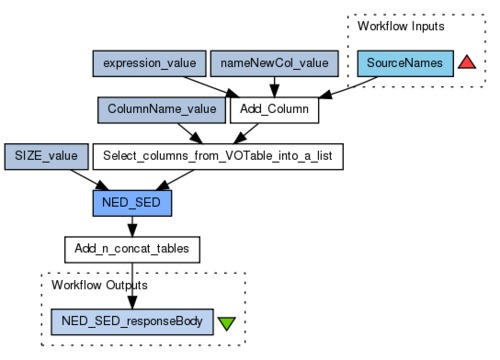 Workflow Inputs
expression_value
nameNewCol_value
SourceNames
ColumnName_value
Add_Column
SIZE_value
Select_columns_from_VOTable_into_a_list
NED_SED
Add_n_concat_tables
Workflow Outputs
NED_SED_responseBody